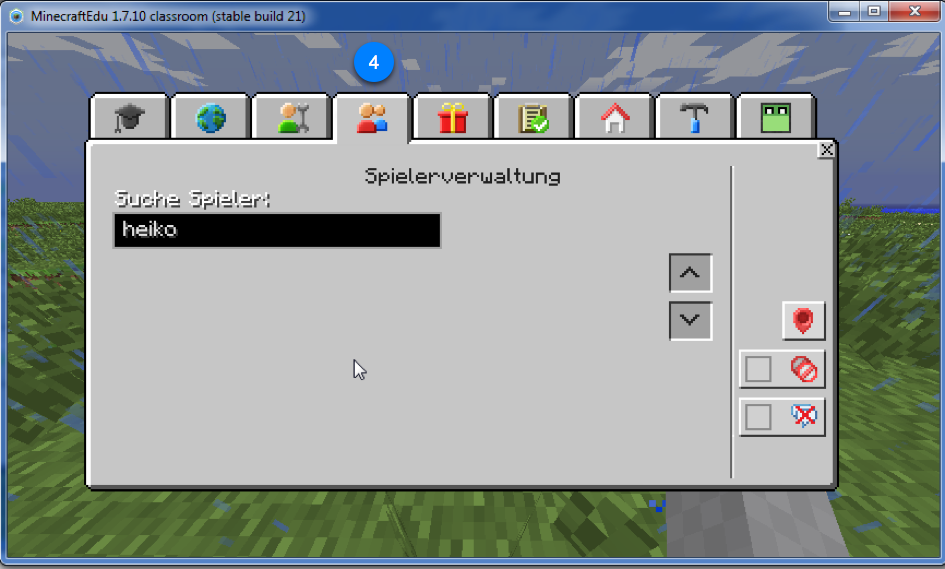 MinecraftEdu 1.7.10 classroom (stable build 21)
4
Spielerverwaltung
Suche Spieler:
heiko